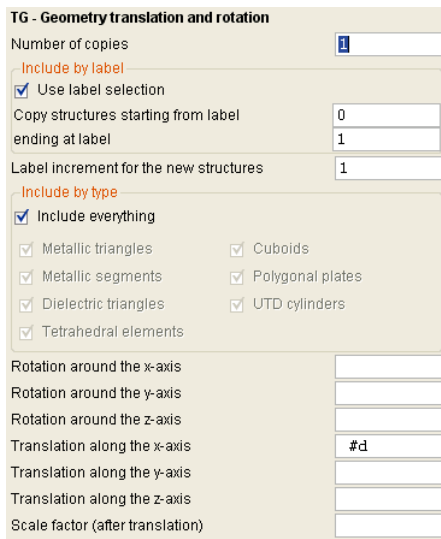 TG - Geometry translation and rotation
Number of copies 1
Include by label
Use label selection
Copy structures starting from label 0
ending at label 1
Label increment for the new structures 1
Include by type
Include everything
Metallic triangles Cuboids
Metallic segments Polygonal plates
Dielectric triangles UTD cylinders
Tetrahedral elements
Rotation around the x-axis
Rotation around the y-axis
Rotation around the z-axis
Translation along the x-axis #d
Translation along the y-axis
Translation along the z-axis
Scale factor (after translation)